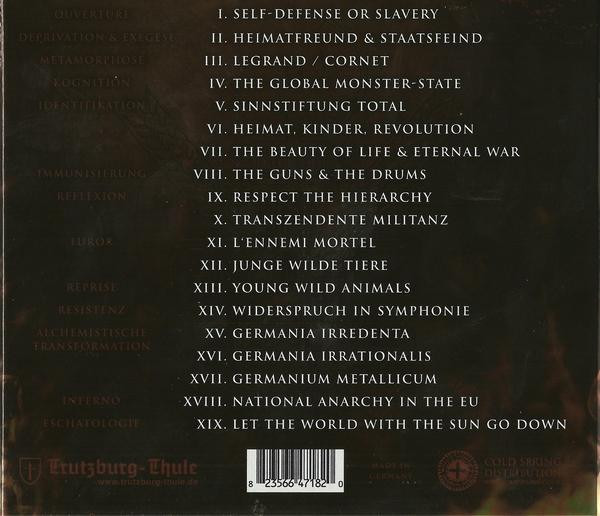 OUVERTURE I. SELF-DEFENSE OR SLAVERY
DEPRIVATION & EXEGESE II. HEIMATFREUND & STAATSFEIND
METAMORPHOSE III. LEGRAND / CORNET
KOGNITION IV. THE GLOBAL MONSTER-STATE
IDENTIFIKATION V. SINNSTIFTUNG TOTAL
VI. HEIMAT, KINDER, REVOLUTION
VII. THE BEAUTY OF LIFE & ETERNAL WAR
IMMUNISIERUNG VIII. THE GUNS & THE DRUMS
REFLEXION IX. RESPECT THE HIERARCHY
X. TRANSZENDENTE MILITANZ
FUROR XI. L'ENNEMI MORTEL
XII. JUNGE WILDE TIERE
REPRISE XIII. YOUNG WILD ANIMALS
RESISTENZ XIV. WIDERSPRUCH IN SYMPHONIE
ALCHEMISTISCHE XV. GERMANIA IRREDENTA
TRANSFORMATION
XVI. GERMANIA IRRATIONALIS
XVII. GERMANIUM METALLICUM
INFERNO XVIII. NATIONAL ANARCHY IN THE EU
ESCHATOLOGIE XIX. LET THE WORLD WITH THE SUN GO DOWN
Trutzburg-Thule
www.trutzburg-thule.de
8 23566 47182 0
MADE IN
GERMANY
COLD SPRING
DISTRIBUTION